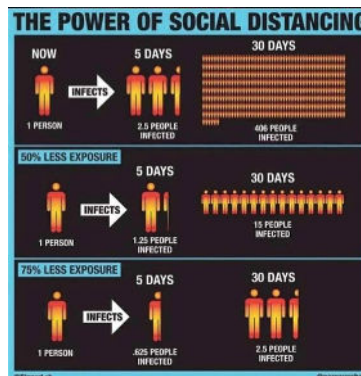 THE POWER OF SOCIAL DISTANCING
NOW
5 DAYS
30 DAYS
INFECTS
1 PERSON
2.5 PEOPLE
INFECTED
406 PEOPLE
INFECTED
50% LESS EXPOSURE
5 DAYS
30 DAYS
INFECTS
1 PERSON
1.25 PEOPLE
INFECTED
15 PEOPLE
INFECTED
75% LESS EXPOSURE
5 DAYS
30 DAYS
INFECTS
1 PERSON
.625 PEOPLE
INFECTED
2.5 PEOPLE
INFECTED